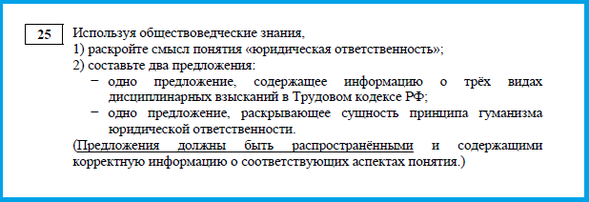 25
Используя обществоведческие знания,
1) раскройте смысл понятия «юридическая ответственность»;
2) составьте два предложения:
− одно предложение, содержащее информацию о трёх видах
дисциплинарных взысканий в Трудовом кодексе РФ;
− одно предложение, раскрывающее сущность принципа гуманизма
юридической ответственности.
(Предложения должны быть распространёнными и содержащими
корректную информацию о соответствующих аспектах понятия.)